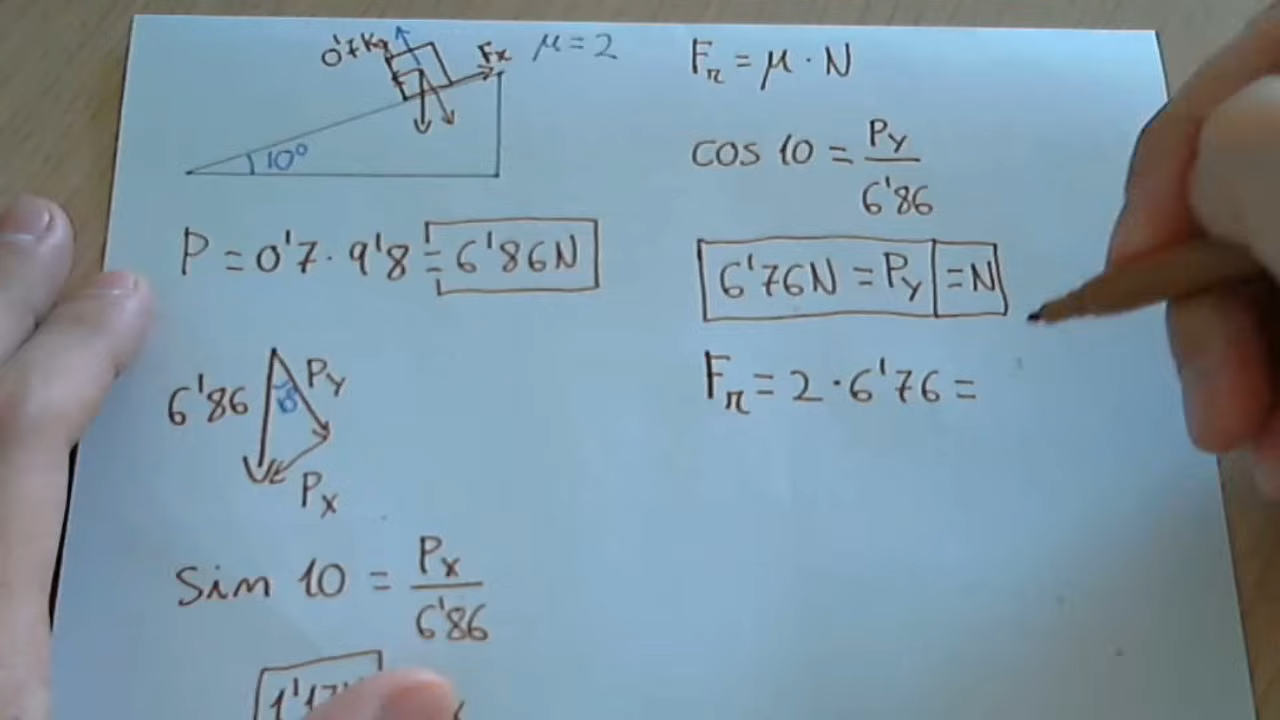 0'7Kg Fx μ=2
10°
P=0'7·9'8=6'86N
6'86 Py
Px
Sin 10 = Px
6'86
Fr=μ·N
cos 10 = Py
6'86
6'76N = Py =N
Fr=2·6'76=